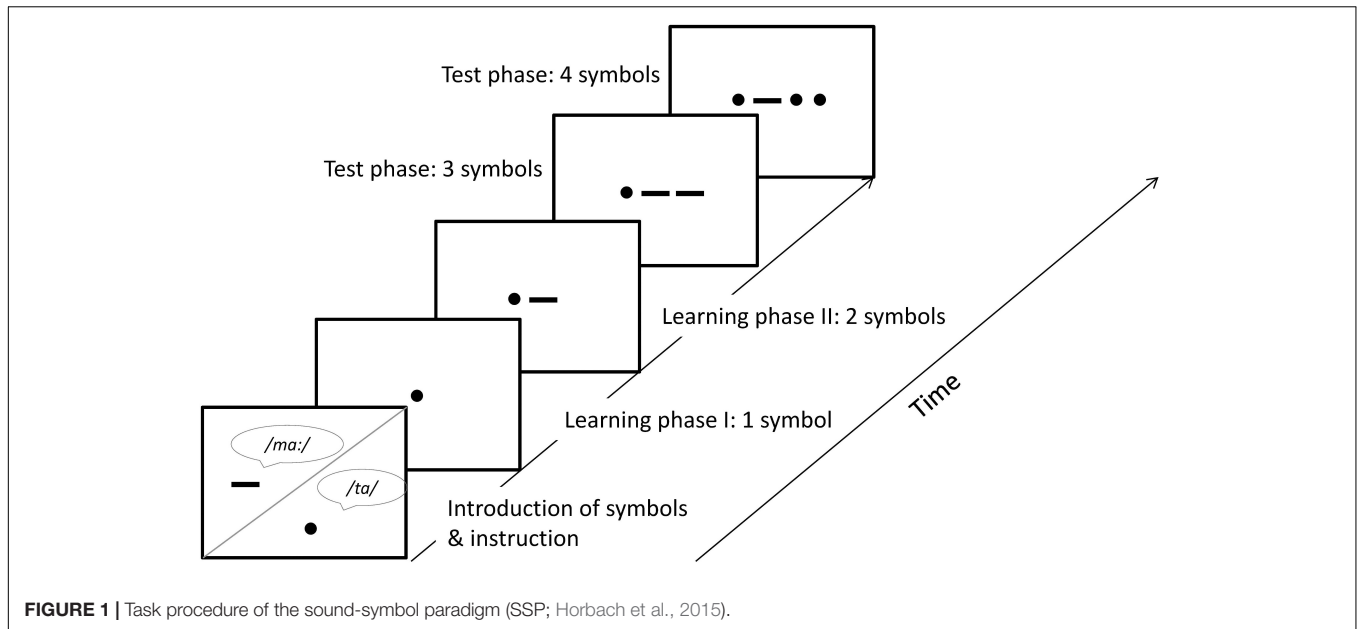 Test phase: 4 symbols
Test phase: 3 symbols
Learning phase II: 2 symbols
Learning phase I: 1 symbol
Time
/ma:/
/ta/
Introduction of symbols
& instruction
FIGURE 1 | Task procedure of the sound-symbol paradigm (SSP; Horbach et al., 2015).